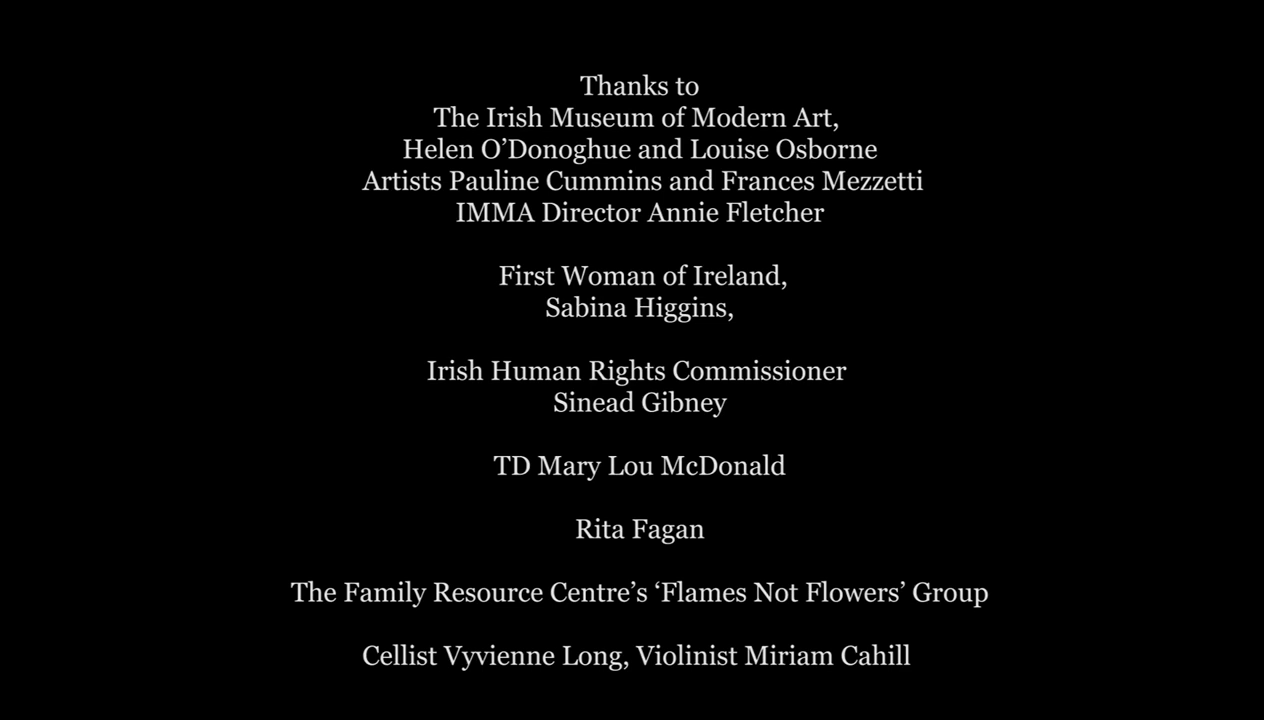 Thanks to
The Irish Museum of Modern Art,
Helen O’Donoghue and Louise Osborne
Artists Pauline Cummins and Frances Mezzetti
IMMA Director Annie Fletcher
First Woman of Ireland,
Sabina Higgins,
Irish Human Rights Commissioner
Sinead Gibney
TD Mary Lou McDonald
Rita Fagan
The Family Resource Centre’s ‘Flames Not Flowers’ Group
Cellist Vyvienne Long, Violinist Miriam Cahill